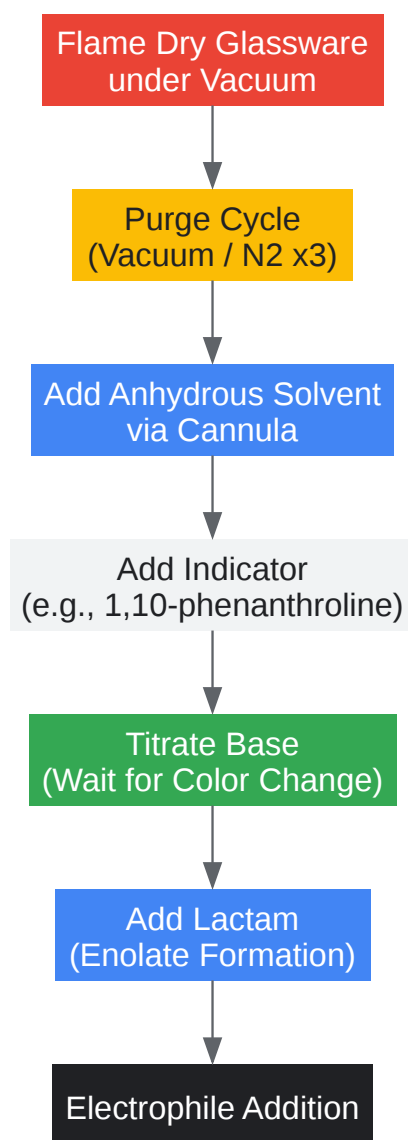 Flame Dry Glassware
under Vacuum
Purge Cycle
(Vacuum / N2 x3)
Add Anhydrous Solvent
via Cannula
Add Indicator
(e.g., 1,10-phenanthroline)
Titrate Base
(Wait for Color Change)
Add Lactam
(Enolate Formation)
Electrophile Addition